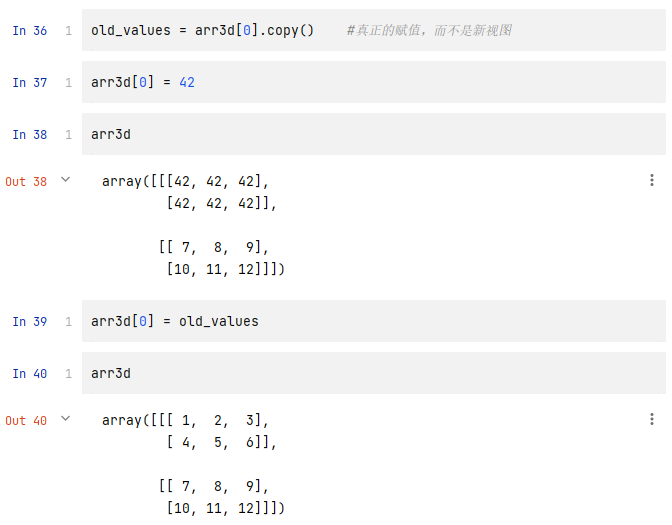 In 36 1 old_values = arr3d[0].copy() #真正的赋值，而不是新视图
In 37 1 arr3d[0] = 42
In 38 1 arr3d
Out 38 array([[[42, 42, 42],
[42, 42, 42]],
[[ 7, 8, 9],
[10, 11, 12]]])
In 39 1 arr3d[0] = old_values
In 40 1 arr3d
Out 40 array([[[ 1, 2, 3],
[ 4, 5, 6]],
[[ 7, 8, 9],
[10, 11, 12]]])